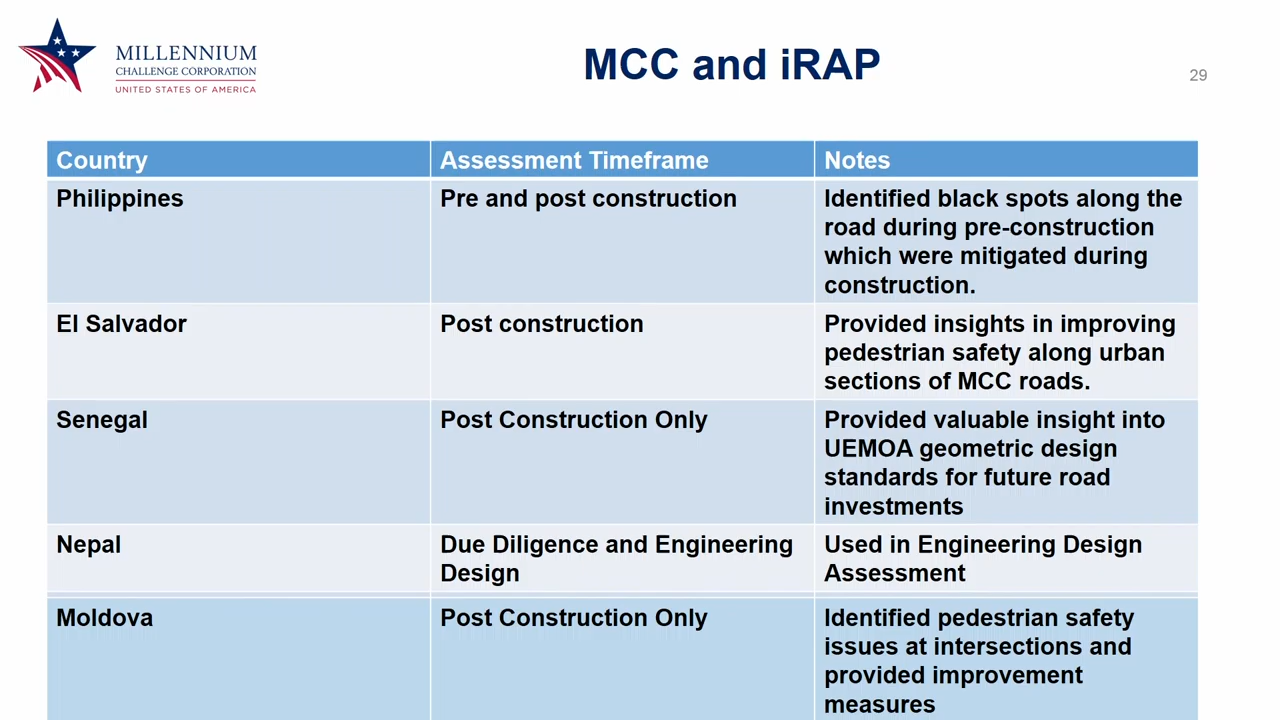 MILLENNIUM
CHALLENGE CORPORATION
UNITED STATES OF AMERICA
MCC and iRAP
29
Country
Assessment Timeframe
Notes
Philippines
Pre and post construction
Identified black spots along the
road during pre-construction
which were mitigated during
construction.
El Salvador
Post construction
Provided insights in improving
pedestrian safety along urban
sections of MCC roads.
Senegal
Post Construction Only
Provided valuable insight into
UEMOA geometric design
standards for future road
investments
Nepal
Due Diligence and Engineering
Design
Used in Engineering Design
Assessment
Moldova
Post Construction Only
Identified pedestrian safety
issues at intersections and
provided improvement
measures